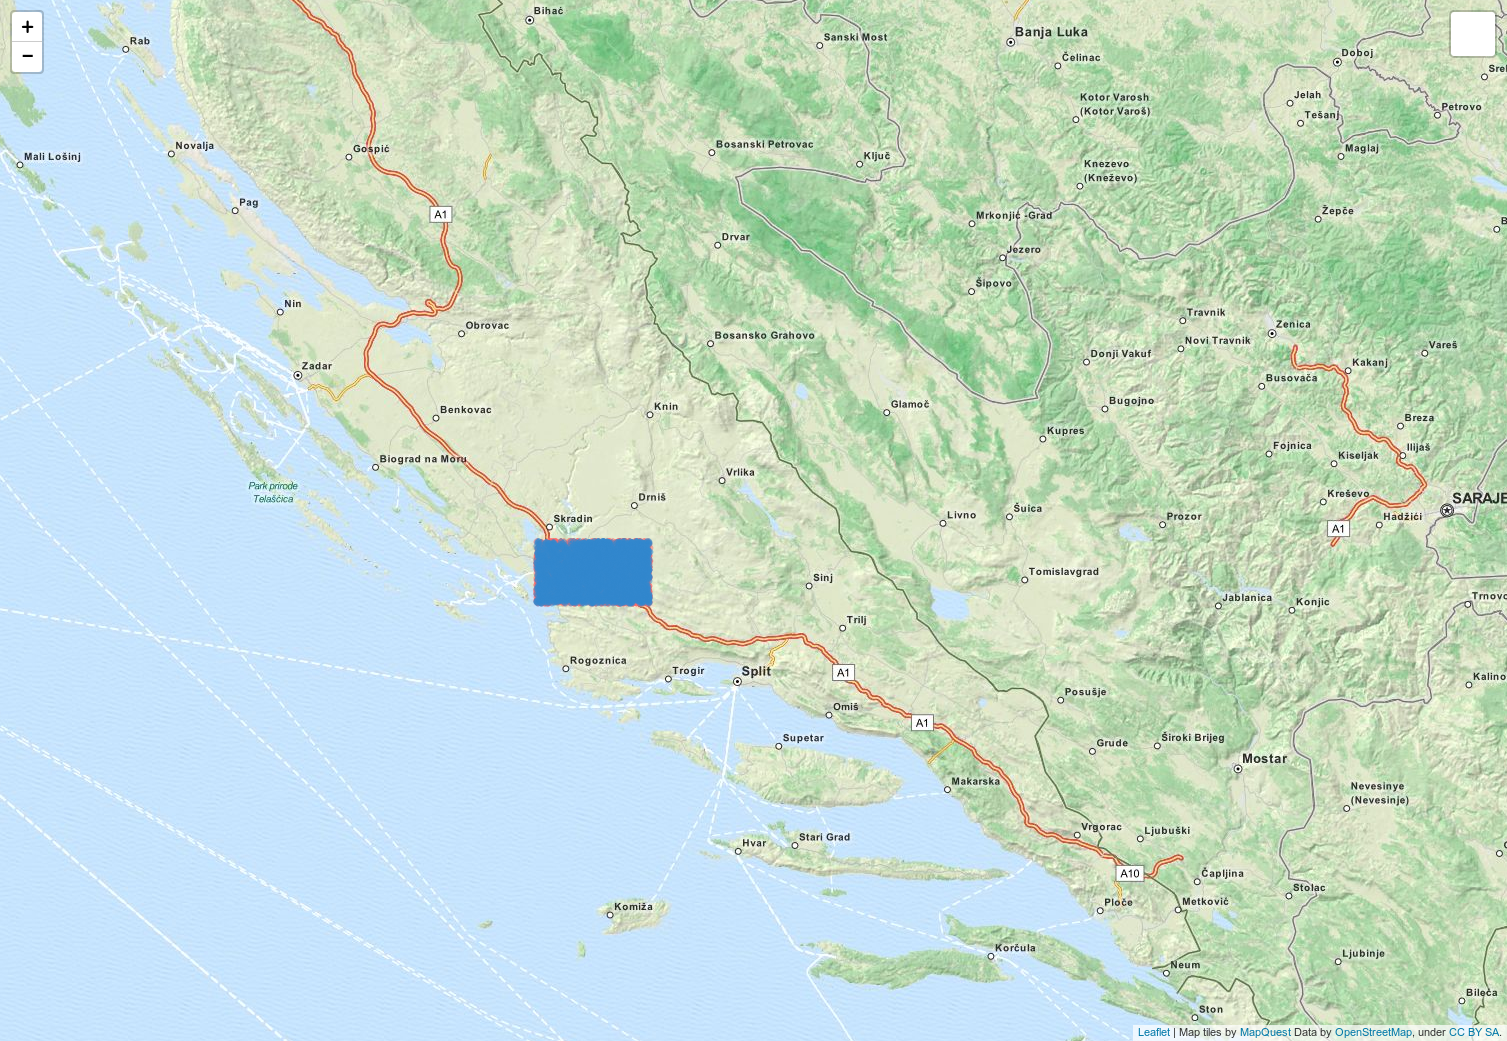 +
−
Bihać
Rab
Sanski Most
Banja Luka
Čelinac
Doboj
Jelah
Tešanj
Petrovo
Kotor Varosh
(Kotor Varoš)
Maglaj
Mali Lošinj
Novalja
Gospić
Bosanski Petrovac
Ključ
Knezevo
(Kneževo)
Pag
A1
Mrkonjić -Grad
Žepče
Drvar
Jezero
Šipovo
Nin
Obrovac
Bosansko Grahovo
Travnik
Zenica
Novi Travnik
Vareš
Donji Vakuf
Kakanj
Zadar
Busovača
Benkovac
Knin
Glamoč
Bugojno
Breza
Kupres
Fojnica
Ilijaš
Kiseljak
Biograd na Moru
Vrlika
Park prirode
Telaščica
Drniš
Kreševo
SARAJE
Skradin
Livno
Šuica
Prozor
Hadžići
A1
Sinj
Tomislavgrad
Jablanica
Konjic
Trnovo
Trilj
Rogoznica
Trogir
Split
A1
Kalino
Omiš
Posušje
A1
Supetar
Grude
Široki Brijeg
Mostar
Makarska
Nevesinye
(Nevesinje)
Vrgorac
Ljubuški
Hvar
Stari Grad
A10
Čapljina
Stolac
Komiža
Ploče
Metković
Korčula
Ljubinje
Neum
Bileća
Ston
Leaflet | Map tiles by MapQuest Data by OpenStreetMap, under CC BY SA.